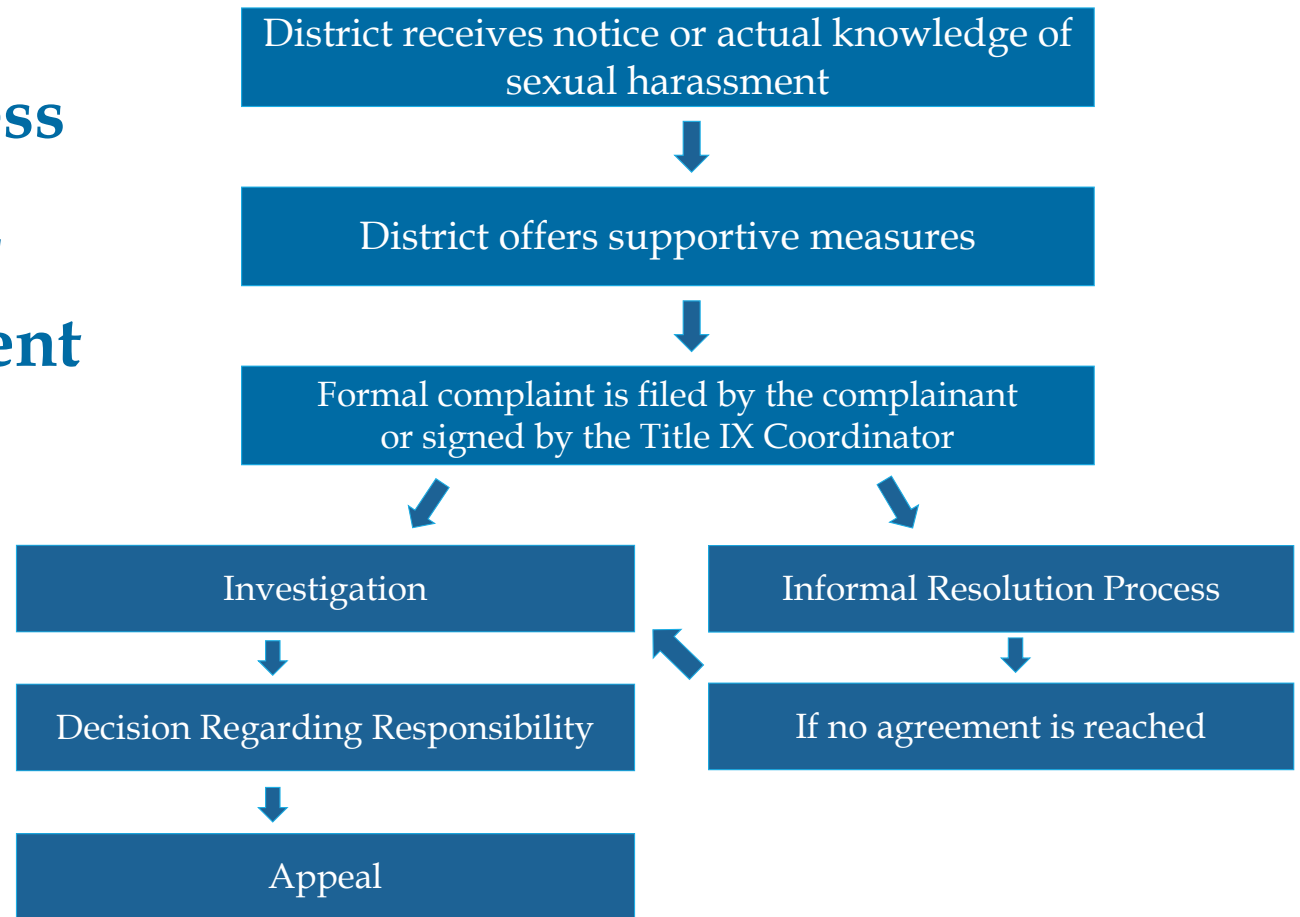 District receives notice or actual knowledge of
sexual harassment
District offers supportive measures
Formal complaint is filed by the complainant
or signed by the Title IX Coordinator
Investigation
Informal Resolution Process
Decision Regarding Responsibility
If no agreement is reached
Appeal